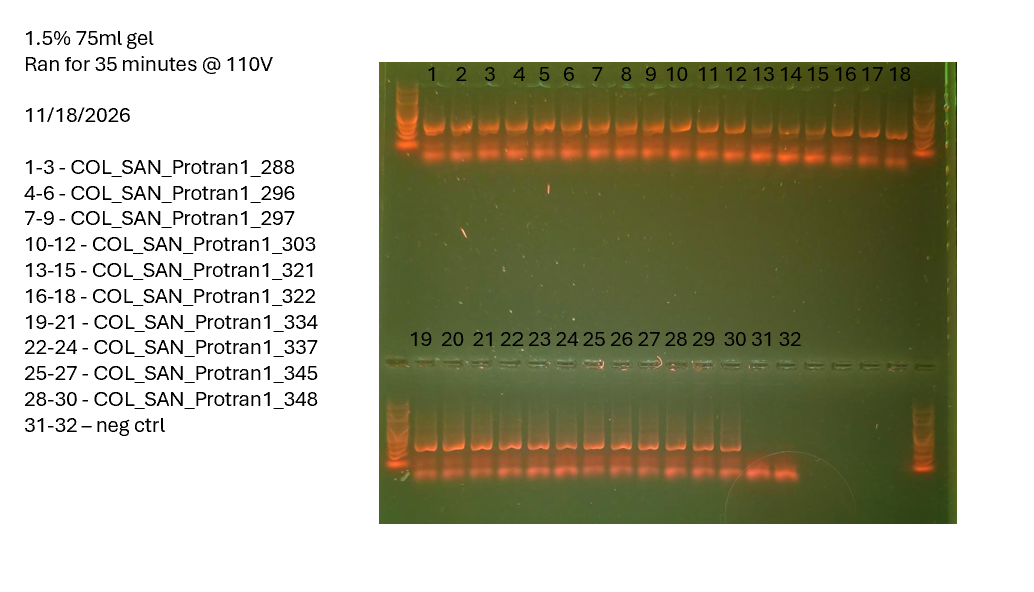 1.5% 75ml gel
Ran for 35 minutes @ 110V
11/18/2026
1-3 - COL_SAN_Protran1_288
4-6 - COL_SAN_Protran1_296
7-9 - COL_SAN_Protran1_297
10-12 - COL_SAN_Protran1_303
13-15 - COL_SAN_Protran1_321
16-18 - COL_SAN_Protran1_322
19-21 - COL_SAN_Protran1_334
22-24 - COL_SAN_Protran1_337
25-27 - COL_SAN_Protran1_345
28-30 - COL_SAN_Protran1_348
31-32 – neg ctrl
1 2 3 4 5 6 7 8 9 10 11 12 13 14 15 16 17 18
19 20 21 22 23 24 25 26 27 28 29 30 31 32